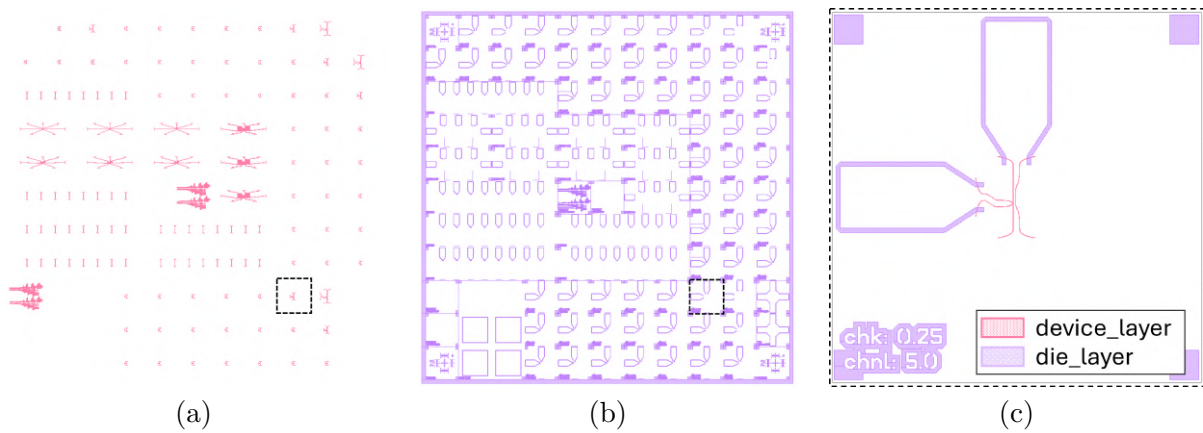 chk: 0.25
chnl: 5.0
device_layer
die_layer
(a)
(b)
(c)